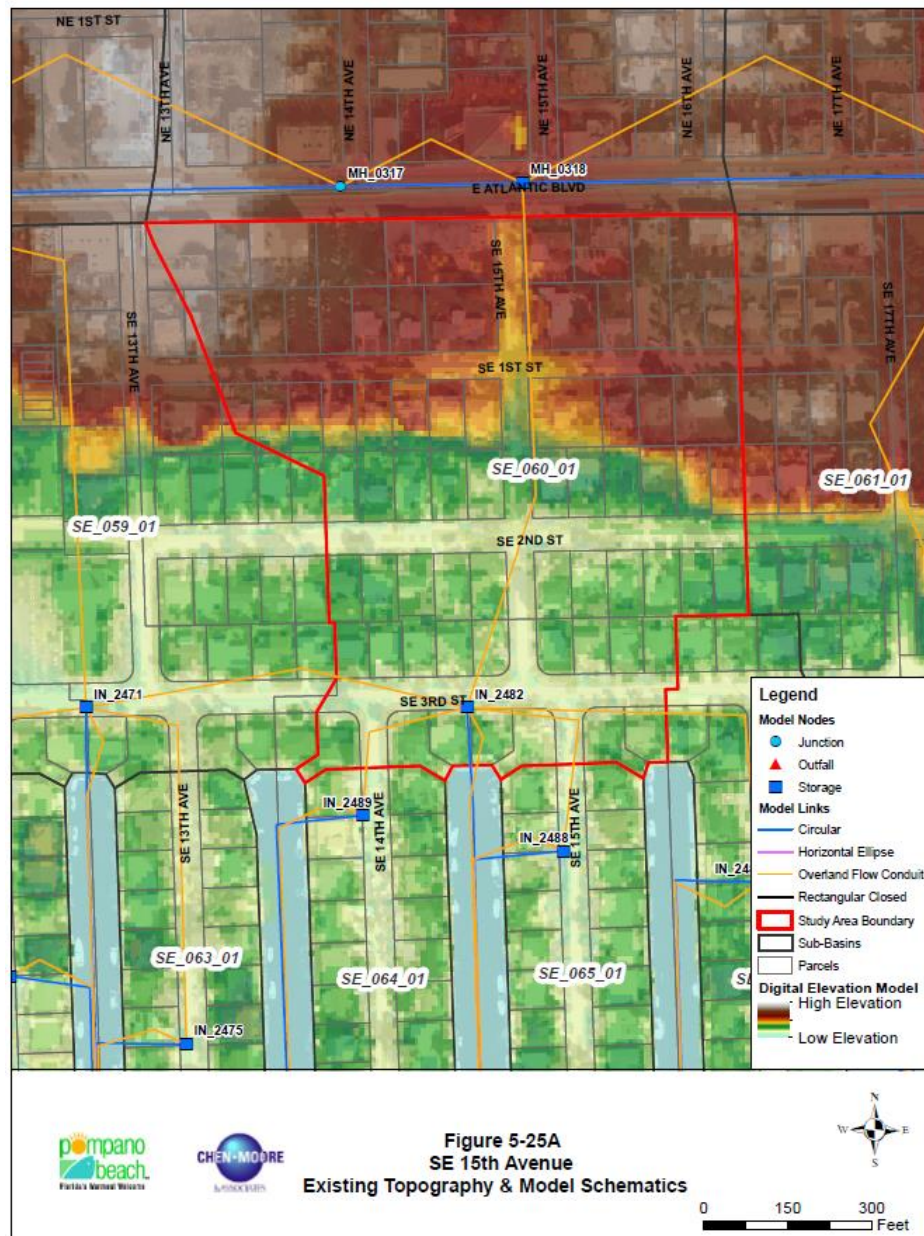 NE 1ST ST
NE 13TH AVE
NE 14TH AVE
NE 15TH AVE
NE 16TH AVE
NE 17TH AVE
MH_0317
MH_0318
E ATLANTIC BLVD
SE 13TH AVE
SE 15TH AVE
SE 17TH AVE
SE 1ST ST
SE_060_01
SE_061_01
SE_059_01
SE 2ND ST
IN_2471
SE 3RD ST
IN_2482
IN_2489
IN_2488
SE 13TH AVE
SE 14TH AVE
SE 15TH AVE
SE_063_01
SE_064_01
SE_065_01
IN_2475
Legend
Model Nodes
Junction
Outfall
Storage
Model Links
Circular
Horizontal Ellipse
Overland Flow Conduit
Rectangular Closed
Study Area Boundary
Sub-Basins
Parcels
Digital Elevation Model
High Elevation
Low Elevation
pompano
beach
Florida's Warmest Welcome
CHEN•MOORE
& ASSOCIATES
Figure 5-25A
SE 15th Avenue
Existing Topography & Model Schematics
N
W E
S
0 150 300
Feet